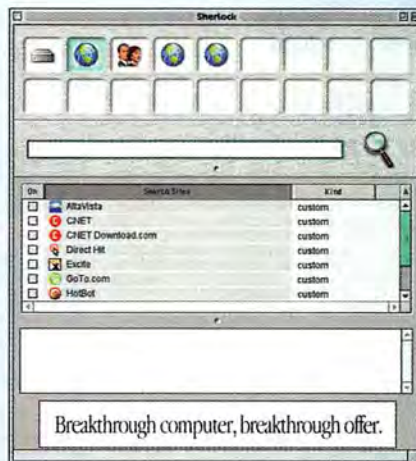 Sherlock
On Search Sites Kind
AltaVista custom
CNET custom
CNET Download.com custom
Direct Hit custom
Excite custom
GoTo.com custom
HotBot custom
Breakthrough computer, breakthrough offer.